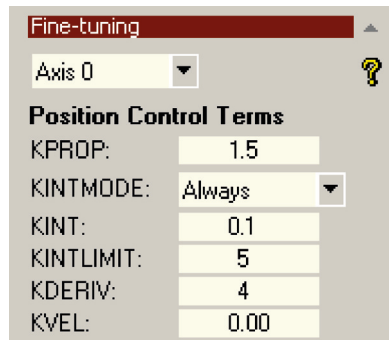 Fine-tuning
Axis 0
Position Control Terms
KPROP: 1.5
KINTMODE: Always
KINT: 0.1
KINTLIMIT: 5
KDERIV: 4
KVEL: 0.00